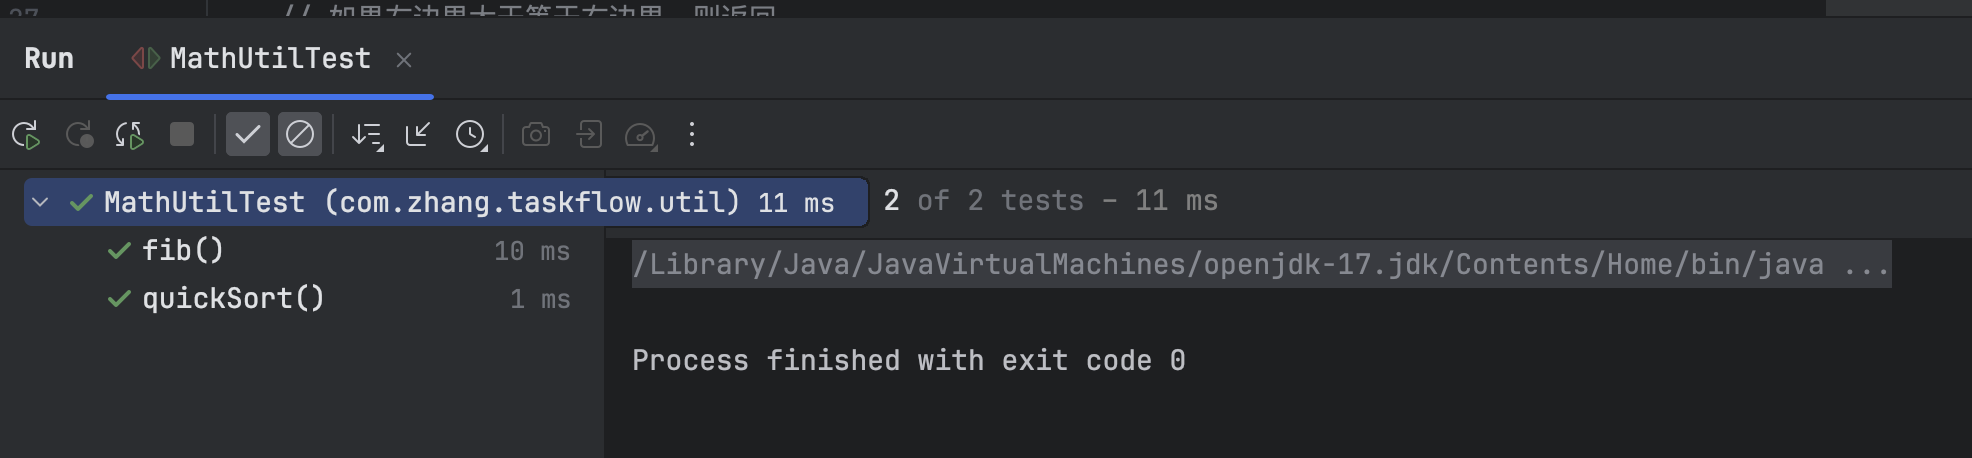 Run MathUtilTest
MathUtilTest (com.zhang.taskflow.util) 11 ms
fib() 10 ms
quickSort() 1 ms
2 of 2 tests – 11 ms
/Library/Java/JavaVirtualMachines/openjdk-17.jdk/Contents/Home/bin/java ...
Process finished with exit code 0